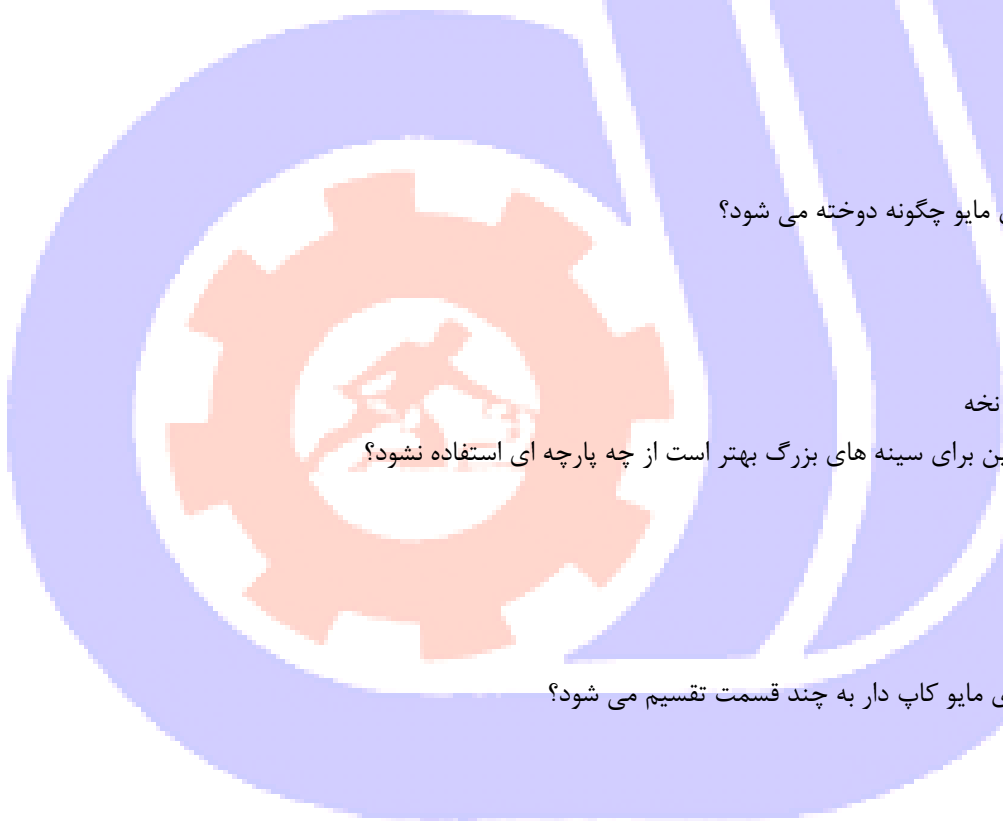 مایو چگونه دوخته می شود؟
نخه
برای سینه های بزرگ بهتر است از چه پارچه ای استفاده نشود؟
مایو کاپ دار به چند قسمت تقسیم می شود؟